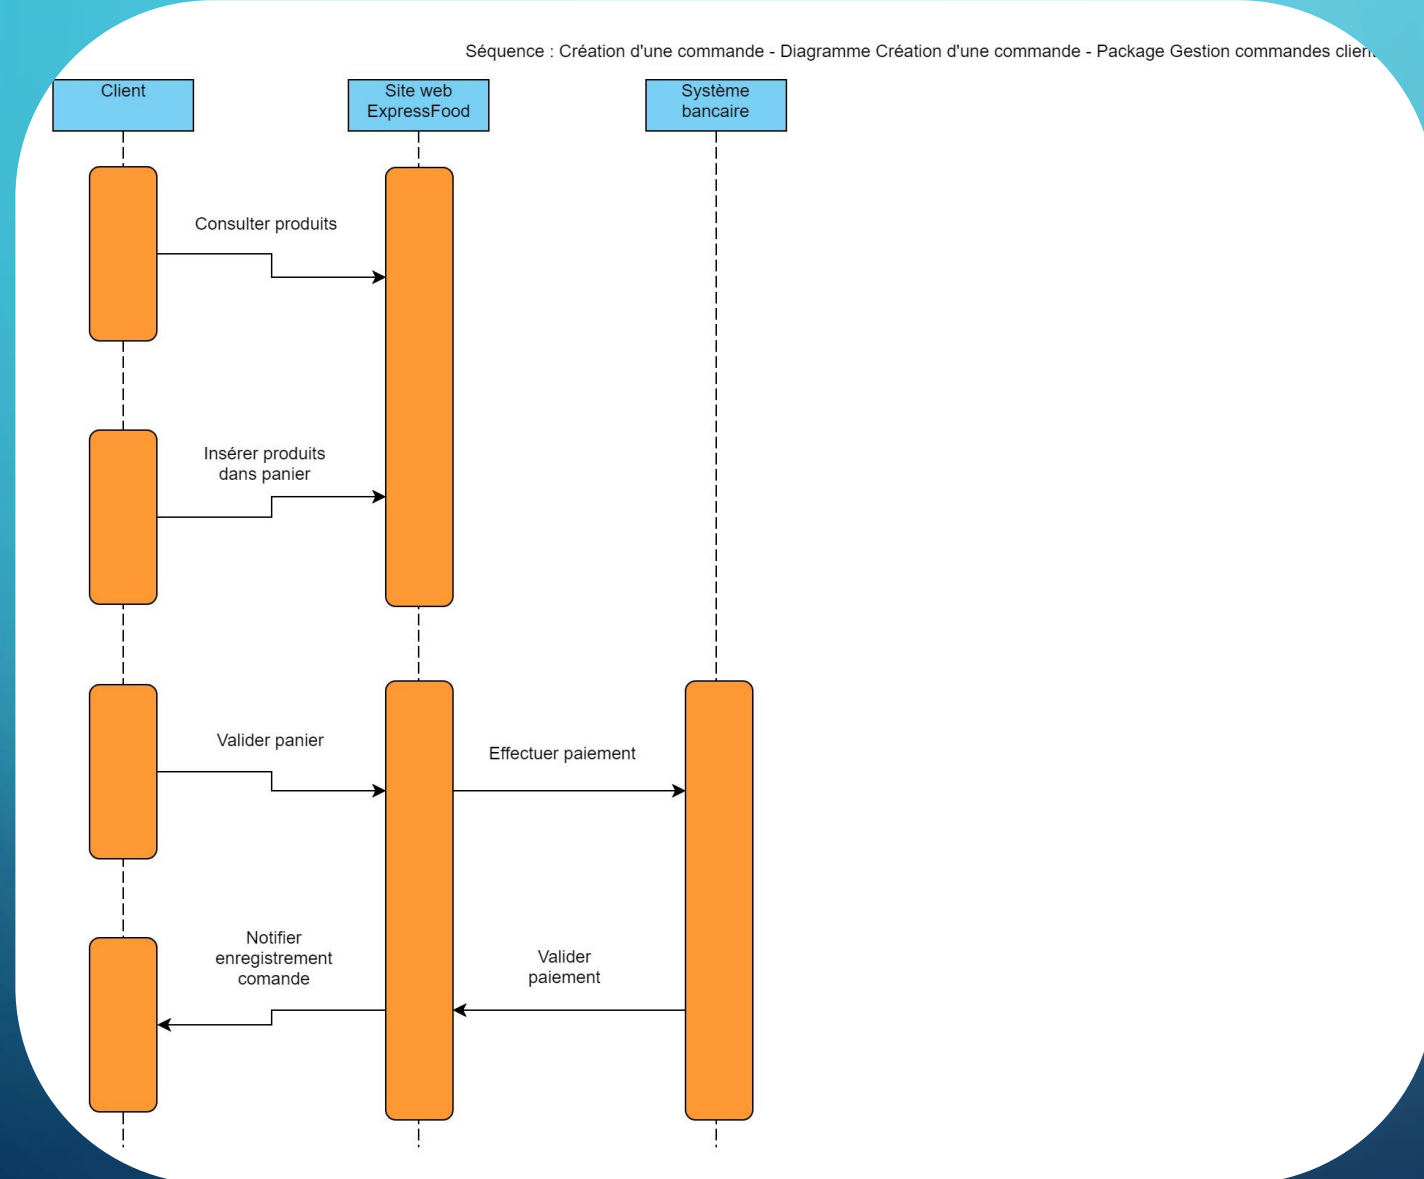 Séquence : Création d'une commande - Diagramme Création d'une commande - Package Gestion commandes client
Client
Site web
ExpressFood
Système
bancaire
Consulter produits
Insérer produits
dans panier
Valider panier
Effectuer paiement
Notifier
enregistrement
comande
Valider
paiement